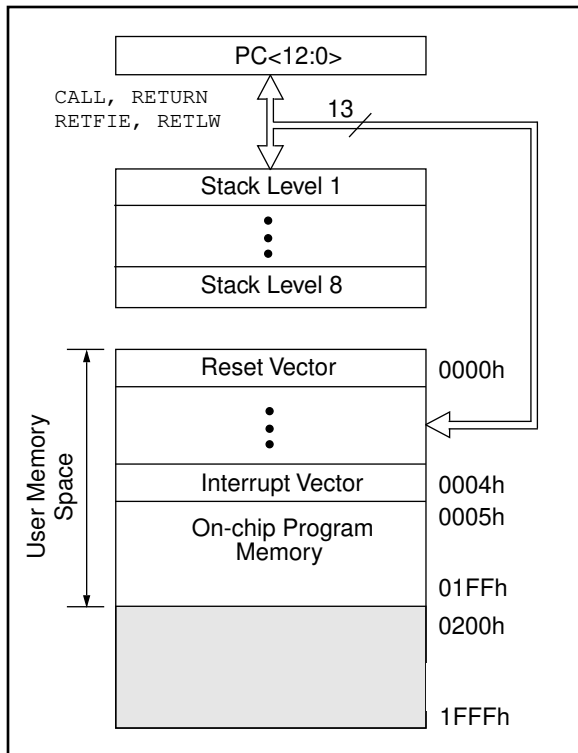 PC<12:0>
CALL, RETURN
RETFIE, RETLW
13
Stack Level 1
Stack Level 8
User Memory
Space
Reset Vector
0000h
Interrupt Vector
0004h
On-chip Program
Memory
0005h
01FFh
0200h
1FFFh